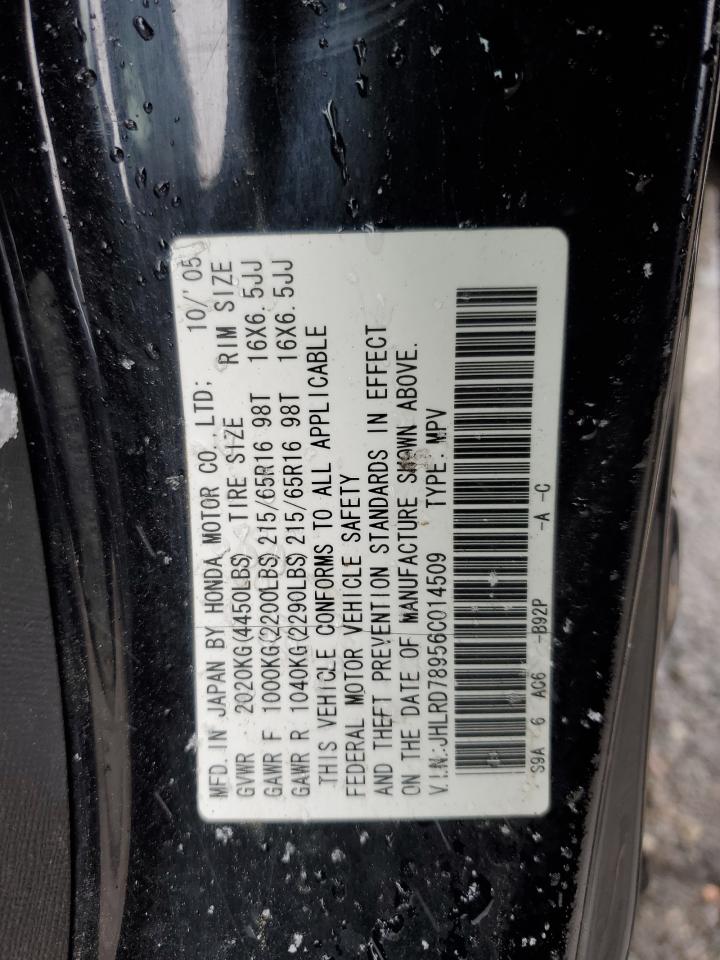 MFD. IN JAPAN BY HONDA MOTOR CO., LTD; 10/'05
GVWR 2020KG(4450LBS) TIRE SIZE RIM SIZE
GAWR F 1000KG(2200LBS) 215/65R16 98T 16X6.5JJ
GAWR R 1040KG(2290LBS) 215/65R16 98T 16X6.5JJ
THIS VEHICLE CONFORMS TO ALL APPLICABLE
FEDERAL MOTOR VEHICLE SAFETY
AND THEFT PREVENTION STANDARDS IN EFFECT
ON THE DATE OF MANUFACTURE SHOWN ABOVE.
V.I.N.:JHLRD78956C014509 TYPE: MPV
S9A 6 AC6 -B92P -A -C